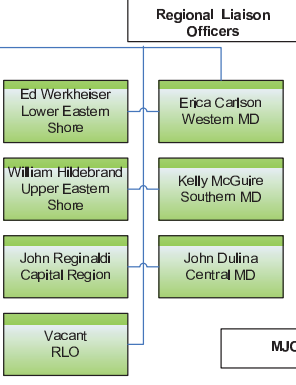 Regional Liaison
Officers
Ed Werkheiser
Lower Eastern
Shore
Erica Carlson
Western MD
William Hildebrand
Upper Eastern
Shore
Kelly McGuire
Southern MD
John Reginaldi
Capital Region
John Dulina
Central MD
Vacant
RLO